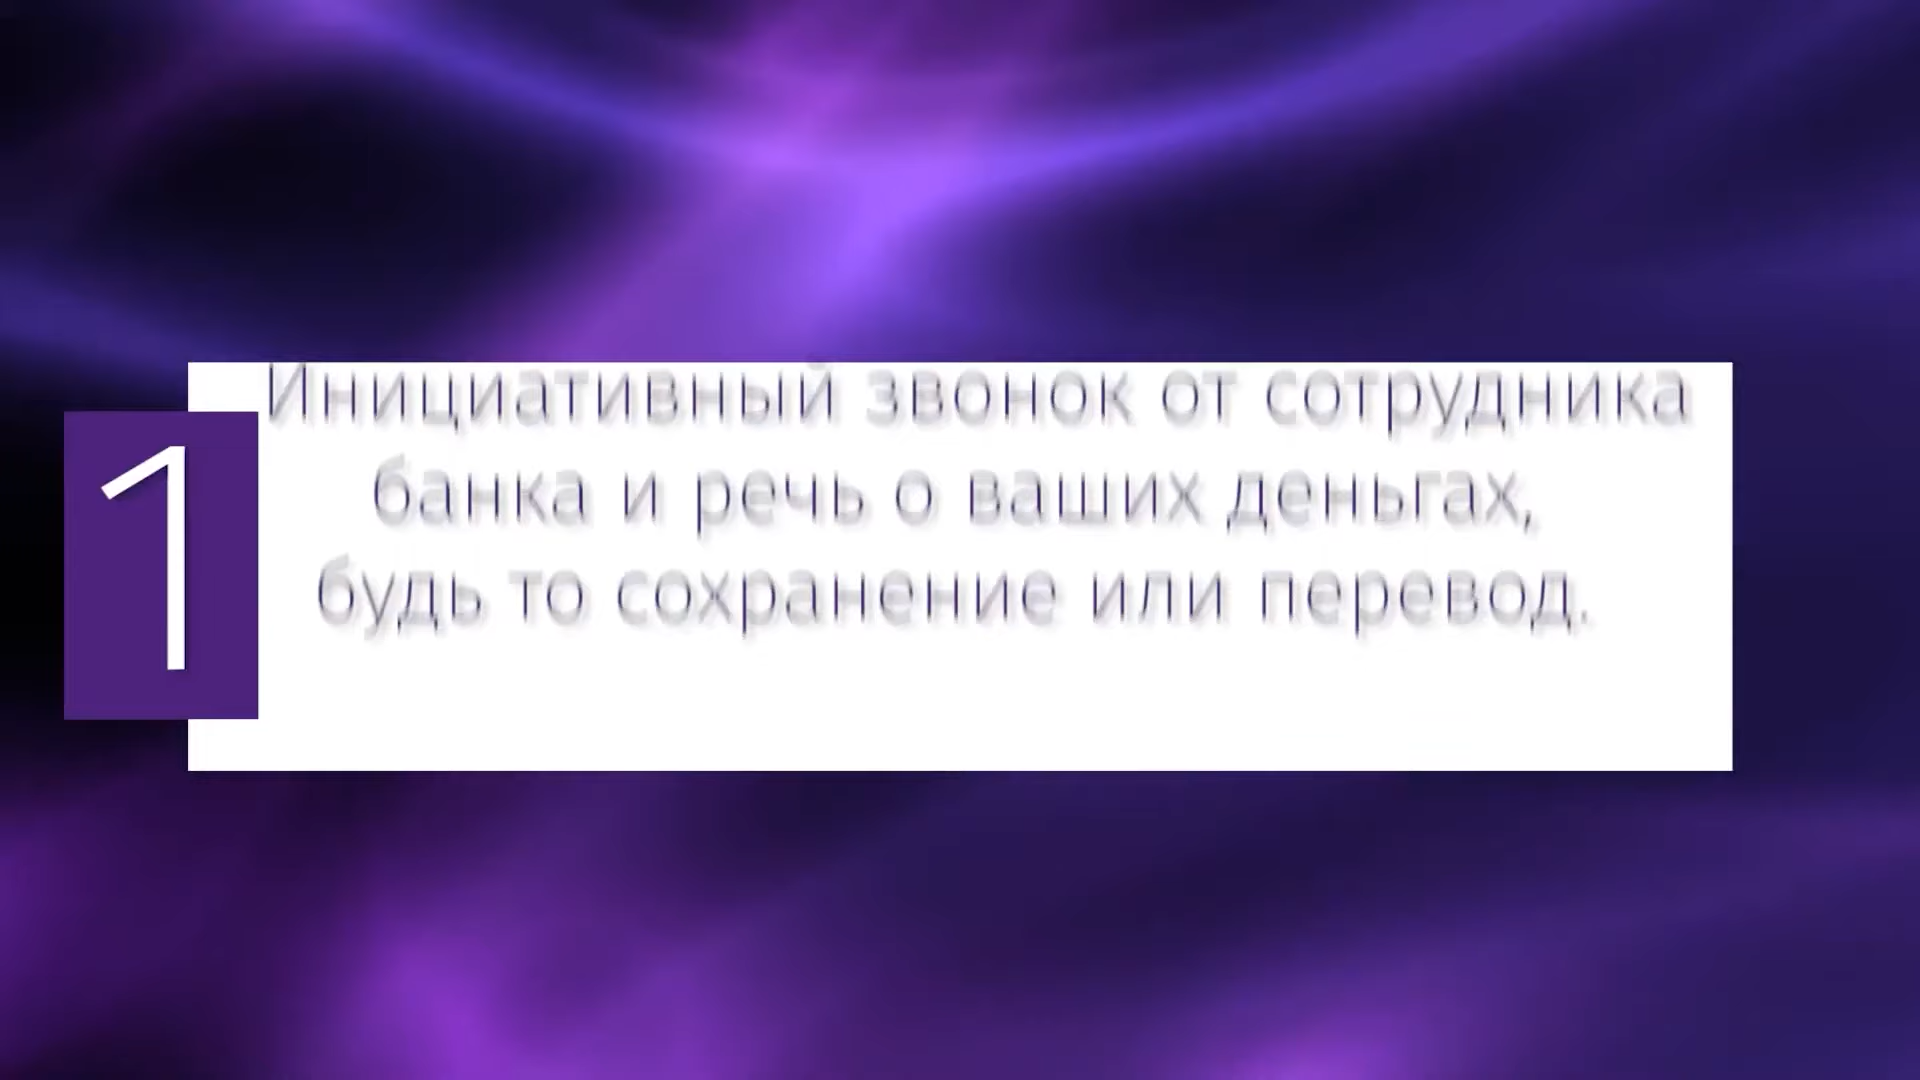 1
Инициативный звонок от сотрудника
банка и речь о ваших деньгах,
будь то сохранение или перевод.